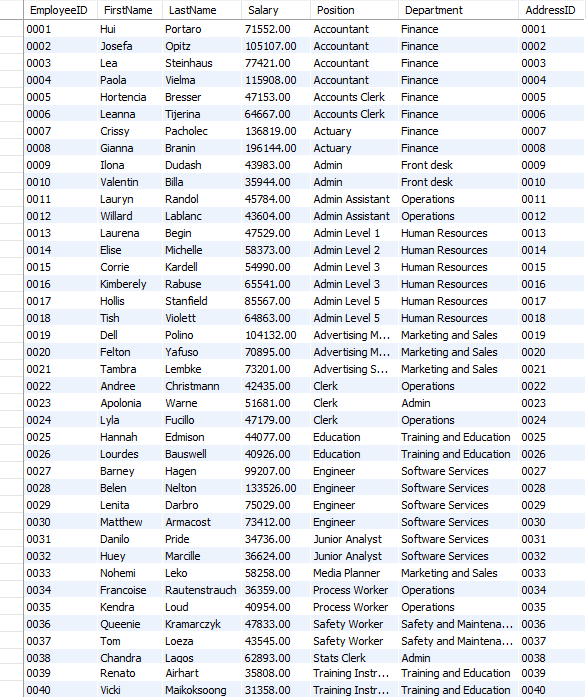 EmployeeID FirstName LastName Salary Position Department AddressID
0001 Hui Portaro 71552.00 Accountant Finance 0001
0002 Josefa Opitz 105107.00 Accountant Finance 0002
0003 Lea Steinhaus 77421.00 Accountant Finance 0003
0004 Paola Vielma 115908.00 Accountant Finance 0004
0005 Hortencia Bresser 47153.00 Accounts Clerk Finance 0005
0006 Leanna Tijerina 64667.00 Accounts Clerk Finance 0006
0007 Crissy Pacholec 136819.00 Actuary Finance 0007
0008 Gianna Branin 196144.00 Actuary Finance 0008
0009 Ilona Dudash 43983.00 Admin Front desk 0009
0010 Valentin Billa 35944.00 Admin Front desk 0010
0011 Lauryn Randol 45784.00 Admin Assistant Operations 0011
0012 Willard Lablanc 43604.00 Admin Assistant Operations 0012
0013 Laurena Begin 47529.00 Admin Level 1 Human Resources 0013
0014 Elise Michelle 58373.00 Admin Level 2 Human Resources 0014
0015 Corrie Kardell 54990.00 Admin Level 3 Human Resources 0015
0016 Kimberely Rabuse 65541.00 Admin Level 3 Human Resources 0016
0017 Hollis Stanfield 85567.00 Admin Level 5 Human Resources 0017
0018 Tish Violett 64863.00 Admin Level 5 Human Resources 0018
0019 Dell Polino 104132.00 Advertising M... Marketing and Sales 0019
0020 Felton Yafuso 70895.00 Advertising M... Marketing and Sales 0020
0021 Tambra Lembke 73201.00 Advertising S... Marketing and Sales 0021
0022 Andree Christmann 42435.00 Clerk Operations 0022
0023 Apolonia Warne 51681.00 Clerk Admin 0023
0024 Lyla Fucillo 47179.00 Clerk Operations 0024
0025 Hannah Edmison 44077.00 Education Training and Education 0025
0026 Lourdes Bauswell 40926.00 Education Training and Education 0026
0027 Barney Hagen 99207.00 Engineer Software Services 0027
0028 Belen Nelton 133526.00 Engineer Software Services 0028
0029 Lenita Darbro 75029.00 Engineer Software Services 0029
0030 Matthew Armacost 73412.00 Engineer Software Services 0030
0031 Danilo Pride 34736.00 Junior Analyst Software Services 0031
0032 Huey Marcille 36624.00 Junior Analyst Software Services 0032
0033 Nohemi Leko 58258.00 Media Planner Marketing and Sales 0033
0034 Francoise Rautenstrauch 36359.00 Process Worker Operations 0034
0035 Kendra Loud 40954.00 Process Worker Operations 0035
0036 Queenie Kramarczyk 47833.00 Safety Worker Safety and Maintena... 0036
0037 Tom Loeza 43545.00 Safety Worker Safety and Maintena... 0037
0038 Chandra Lagos 62893.00 Stats Clerk Admin 0038
0039 Renato Airhart 35808.00 Training Instr... Training and Education 0039
0040 Vicki Maikoksoong 31358.00 Training Instr... Training and Education 0040